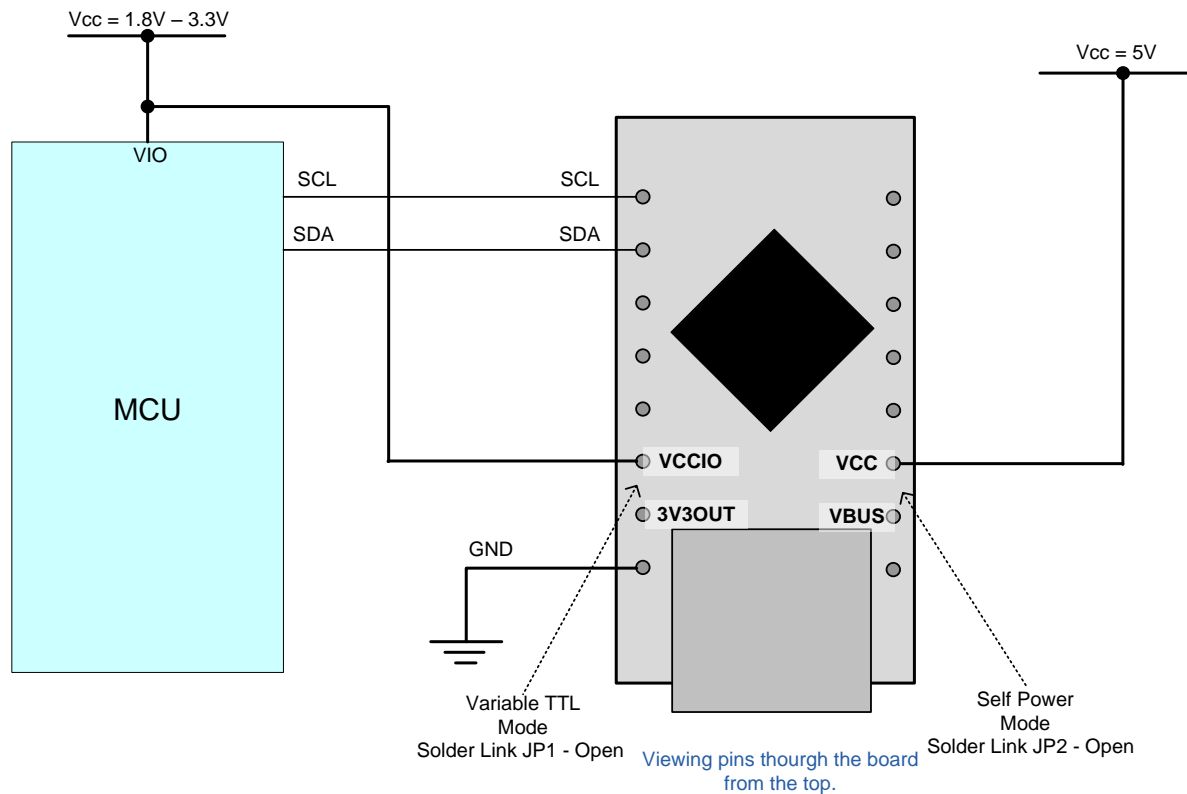 Vcc = 1.8V – 3.3V
Vcc = 5V
VIO
SCL
SCL
SDA
SDA
MCU
VCCIO
VCC
3V3OUT
VBUS
GND
Variable TTL
Mode
Solder Link JP1 - Open
Self Power
Mode
Solder Link JP2 - Open
Viewing pins thourgh the board
from the top.